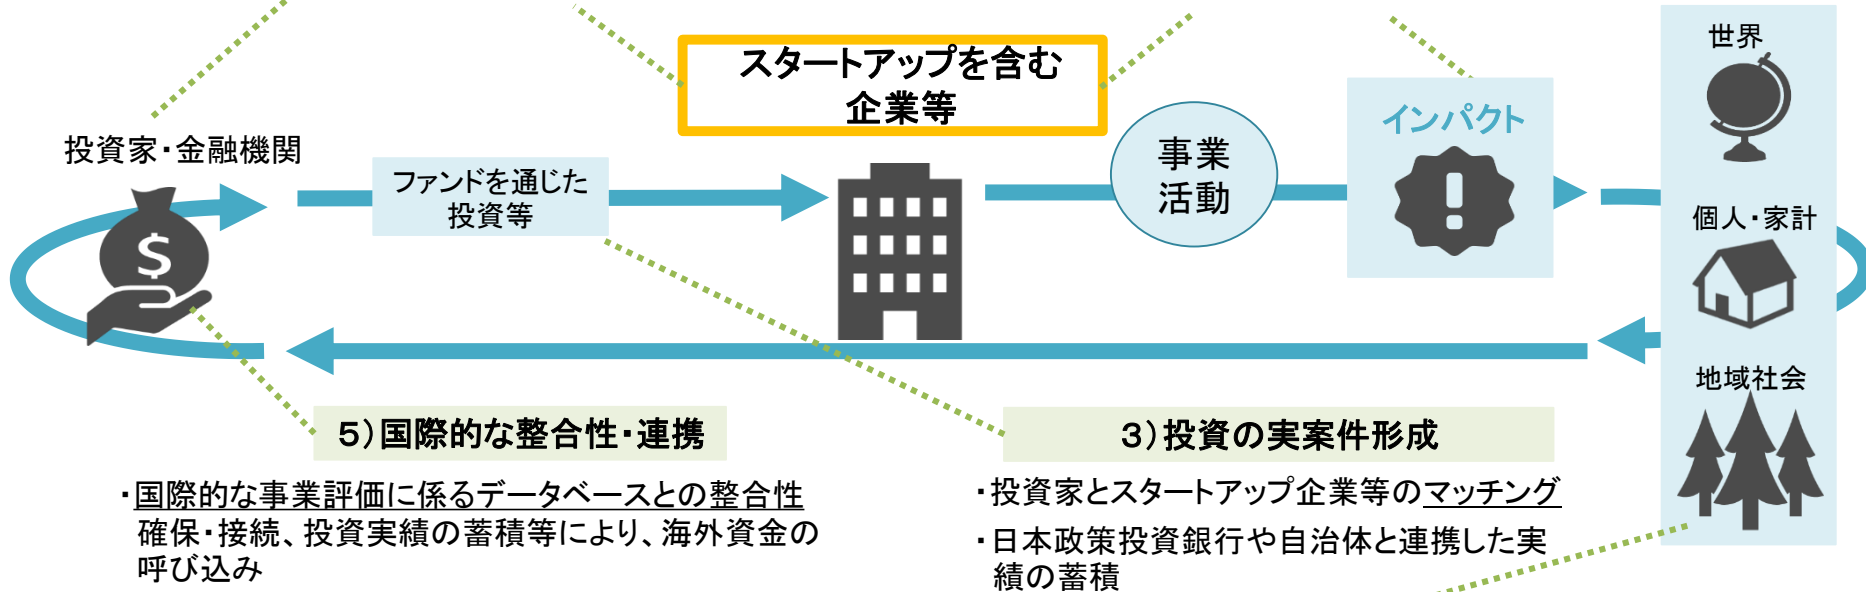 スタートアップを含む
企業等
世界
インパクト
投資家・金融機関
ファンドを通じた
投資等
事業
活動
個人・家計
地域社会
5)国際的な整合性・連携
・国際的な事業評価に係るデータベースとの整合性
確保・接続、投資実績の蓄積等により、海外資金の
呼び込み
3)投資の実案件形成
・投資家とスタートアップ企業等のマッチング
・日本政策投資銀行や自治体と連携した実
績の蓄積